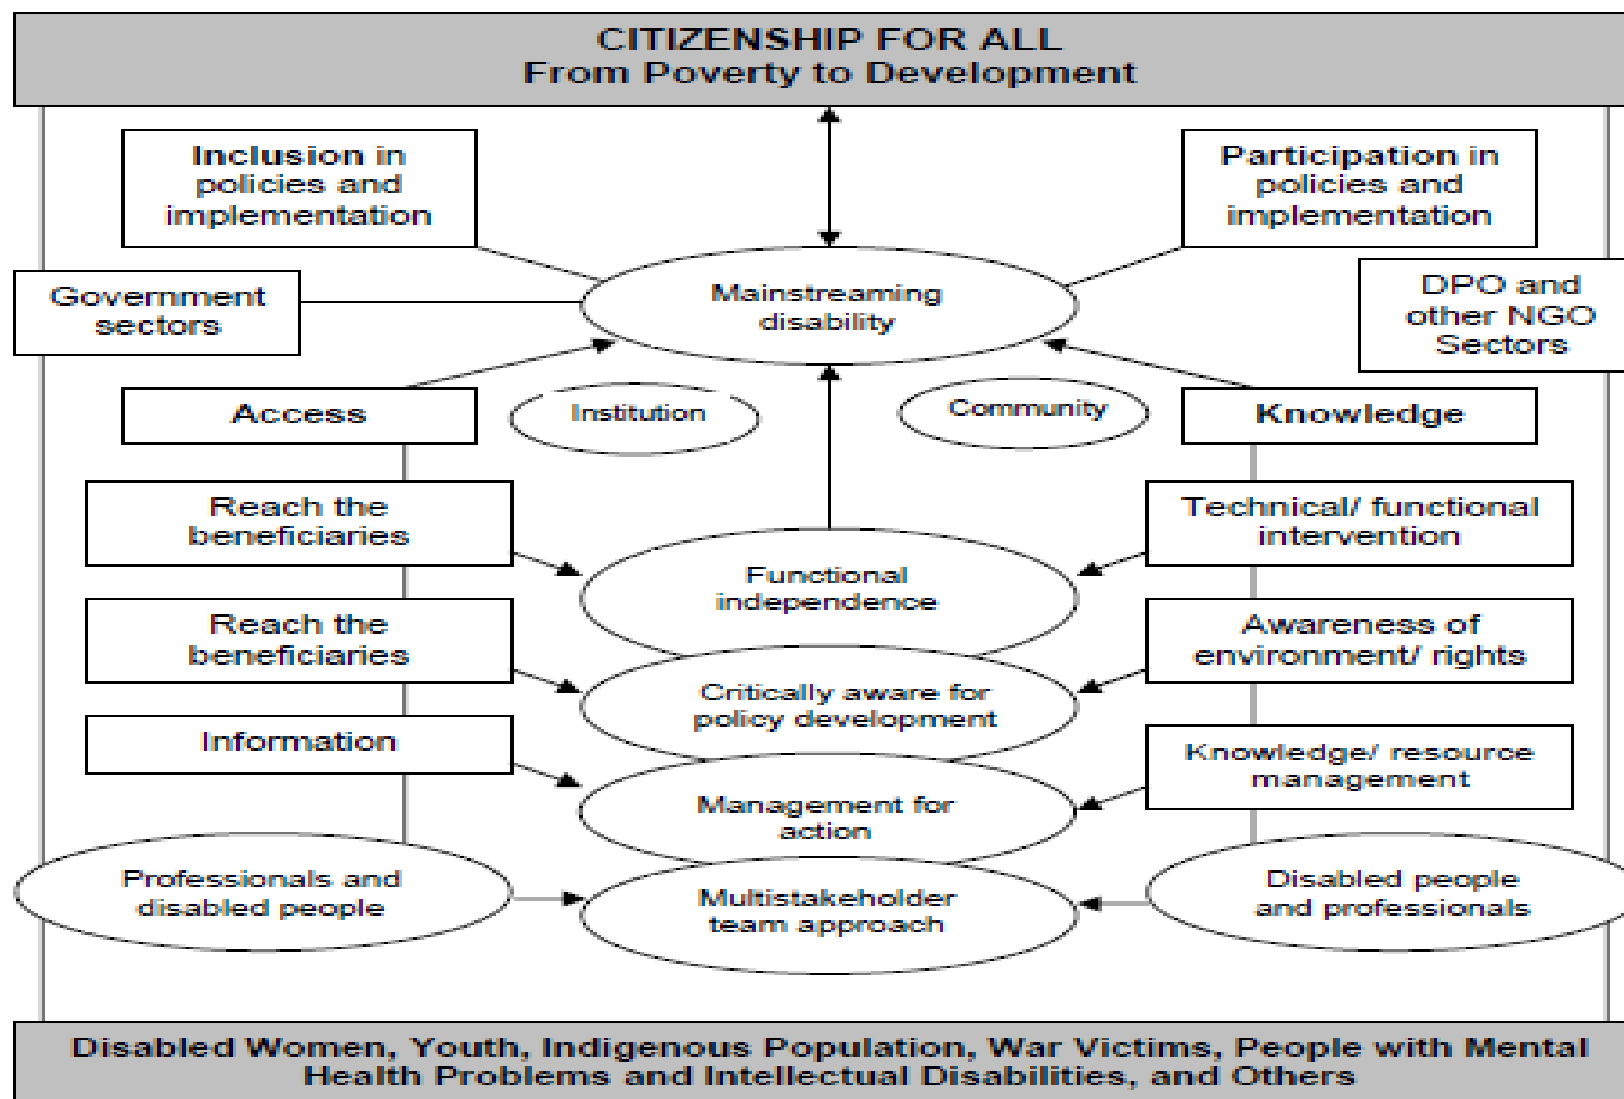 CITIZENSHIP FOR ALL
From Poverty to Development
Inclusion in
policies and
implementation
Participation in
policies and
implementation
Government
sectors
Mainstreaming
disability
DPO and
other NGO
Sectors
Access
Institution
Community
Knowledge
Reach the
beneficiaries
Functional
independence
Technical/ functional
intervention
Reach the
beneficiaries
Critically aware for
policy development
Awareness of
environment/ rights
Information
Management for
action
Knowledge/ resource
management
Professionals and
disabled people
Multistakeholder
team approach
Disabled people
and professionals
Disabled Women, Youth, Indigenous Population, War Victims, People with Mental
Health Problems and Intellectual Disabilities, and Others